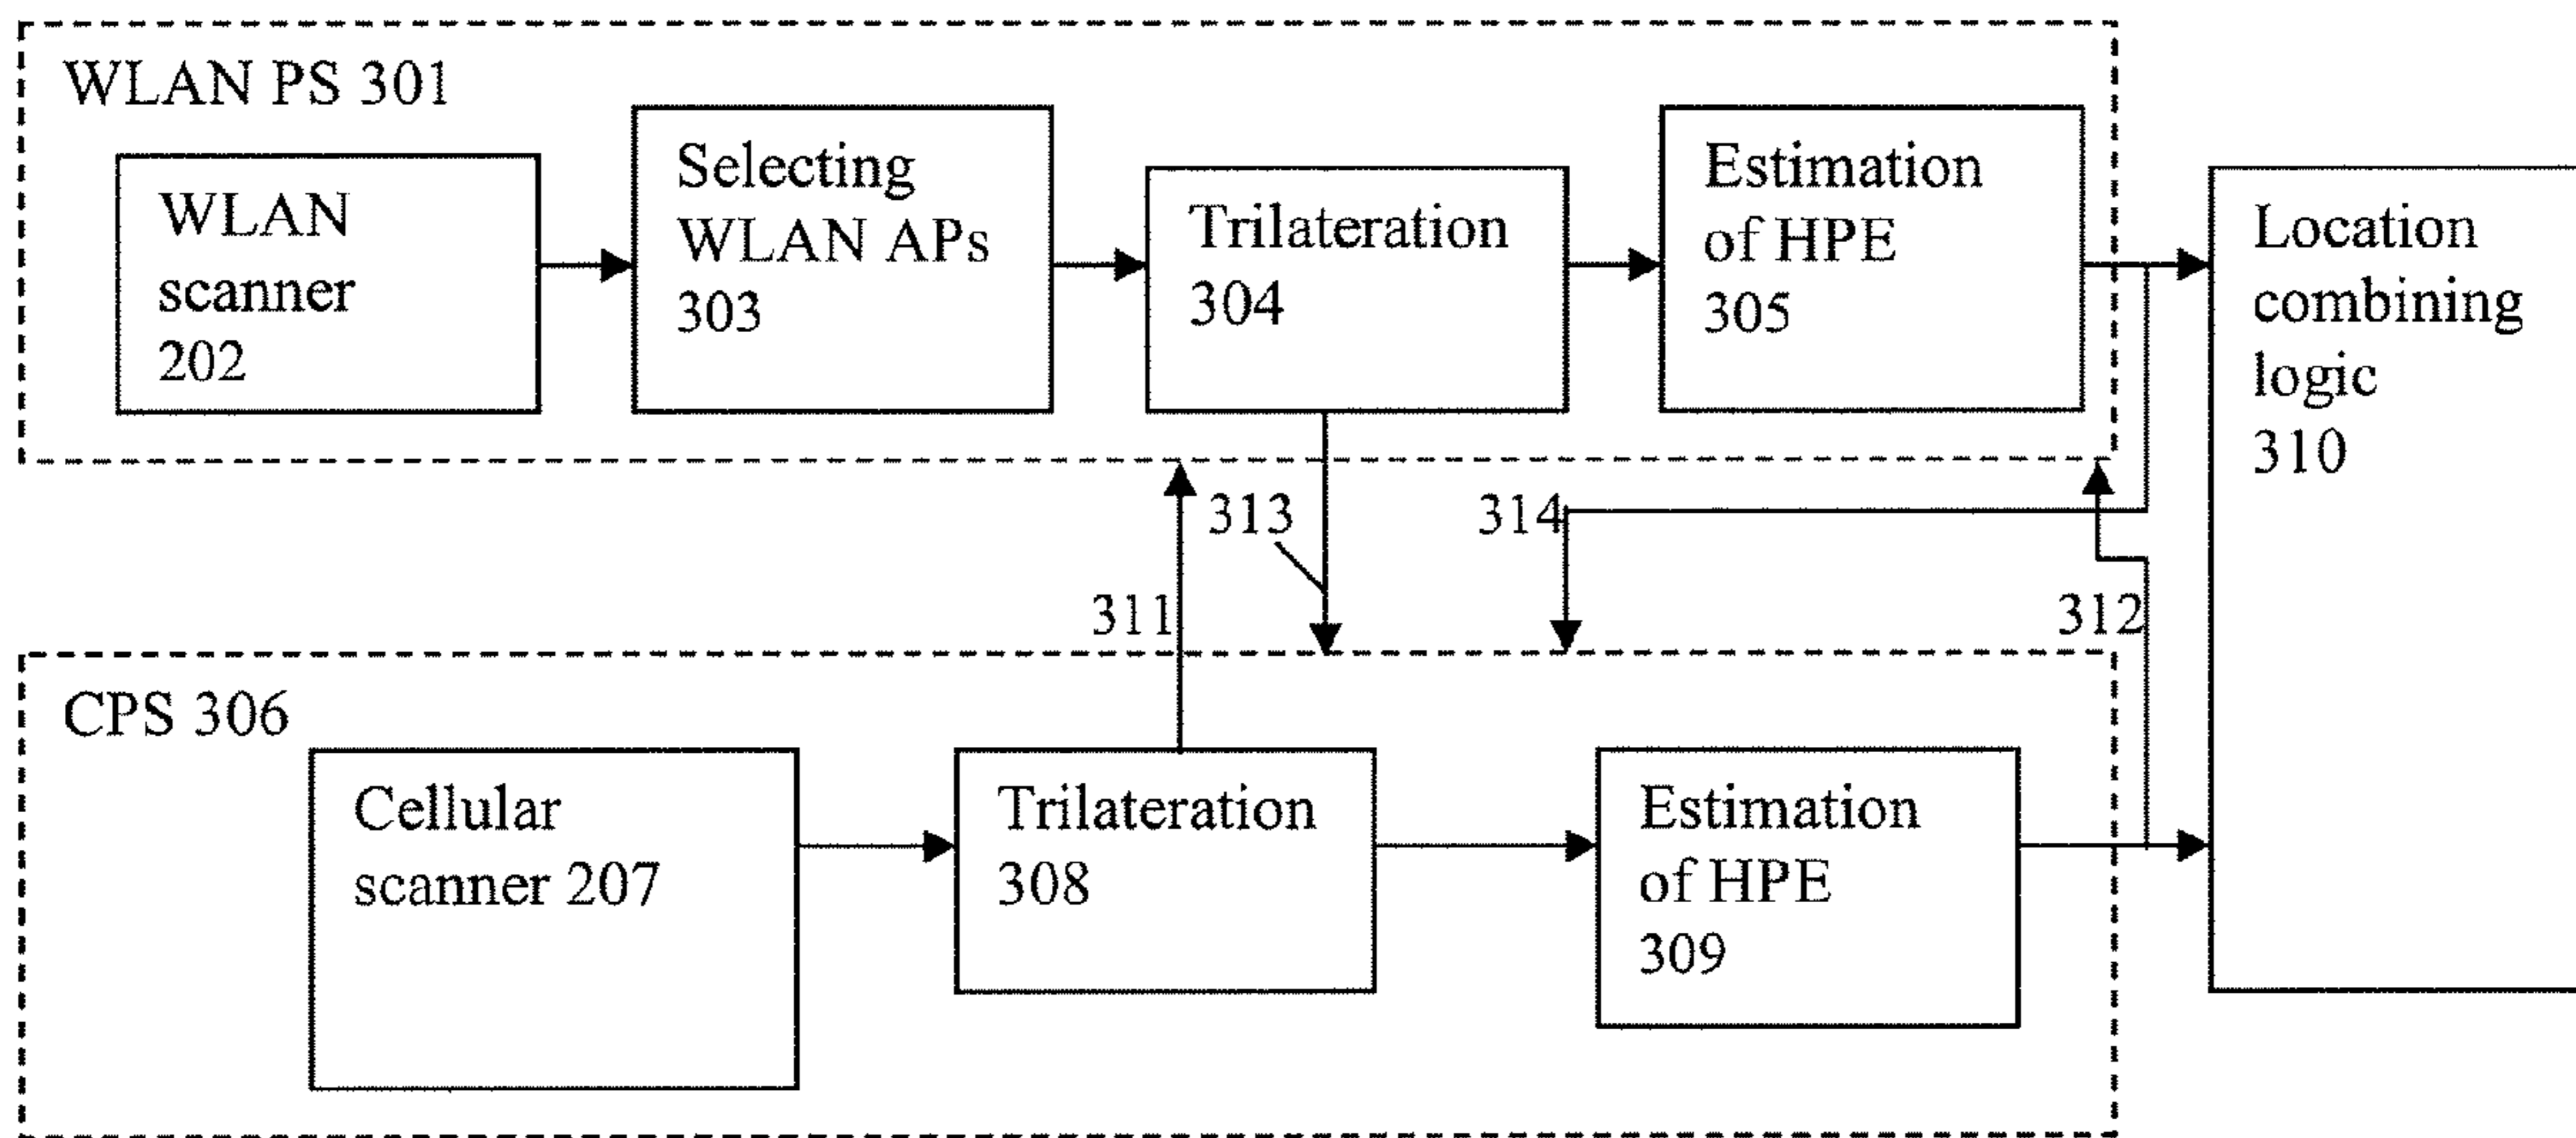 WLAN PS 301
WLAN
scanner
202
Selecting
WLAN APs
303
Trilateration
304
Estimation
of HPE
305
Location
combining
logic
310
313
314
311
312
CPS 306
Cellular
scanner 207
Trilateration
308
Estimation
of HPE
309